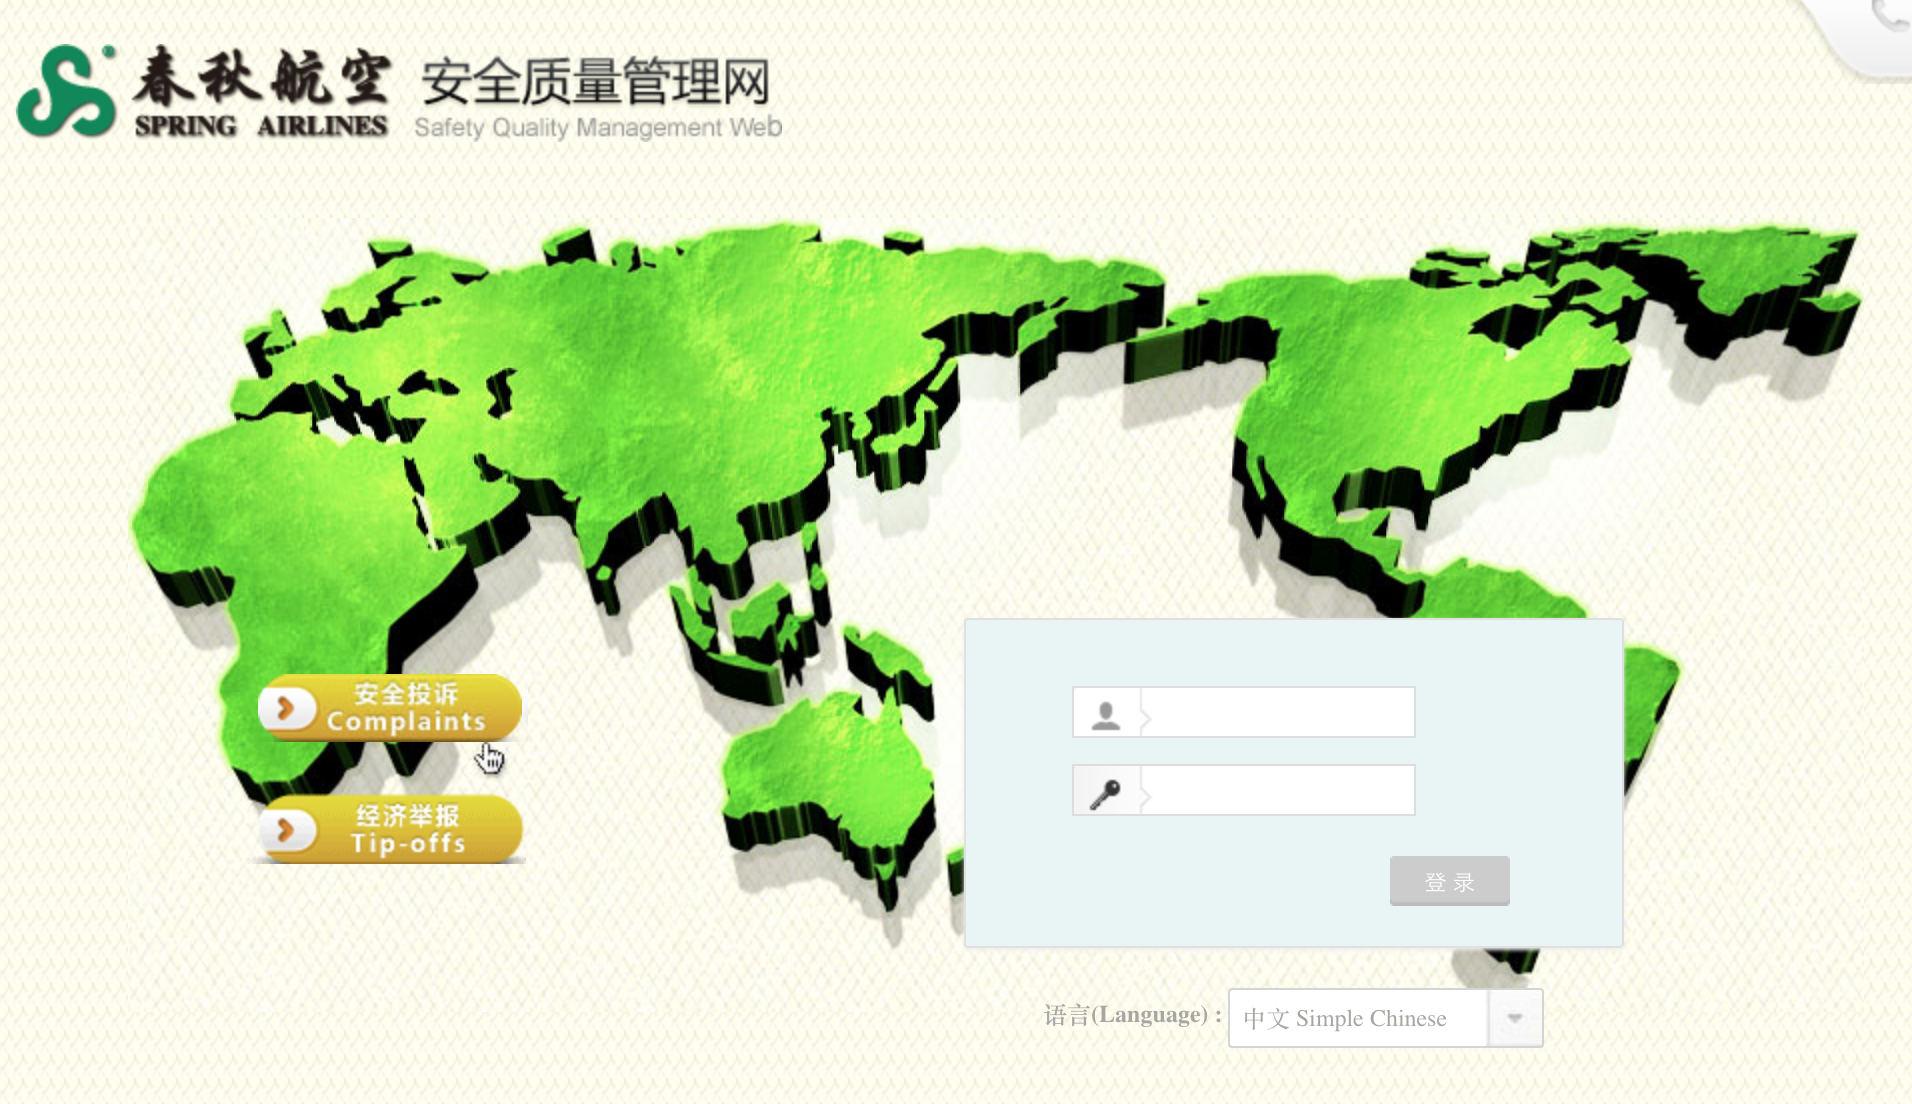 春秋航空
SPRING AIRLINES
安全质量管理网
Safety Quality Management Web
安全投诉
Complaints
经济举报
Tip-offs
登 录
语言(Language) :
中文 Simple Chinese